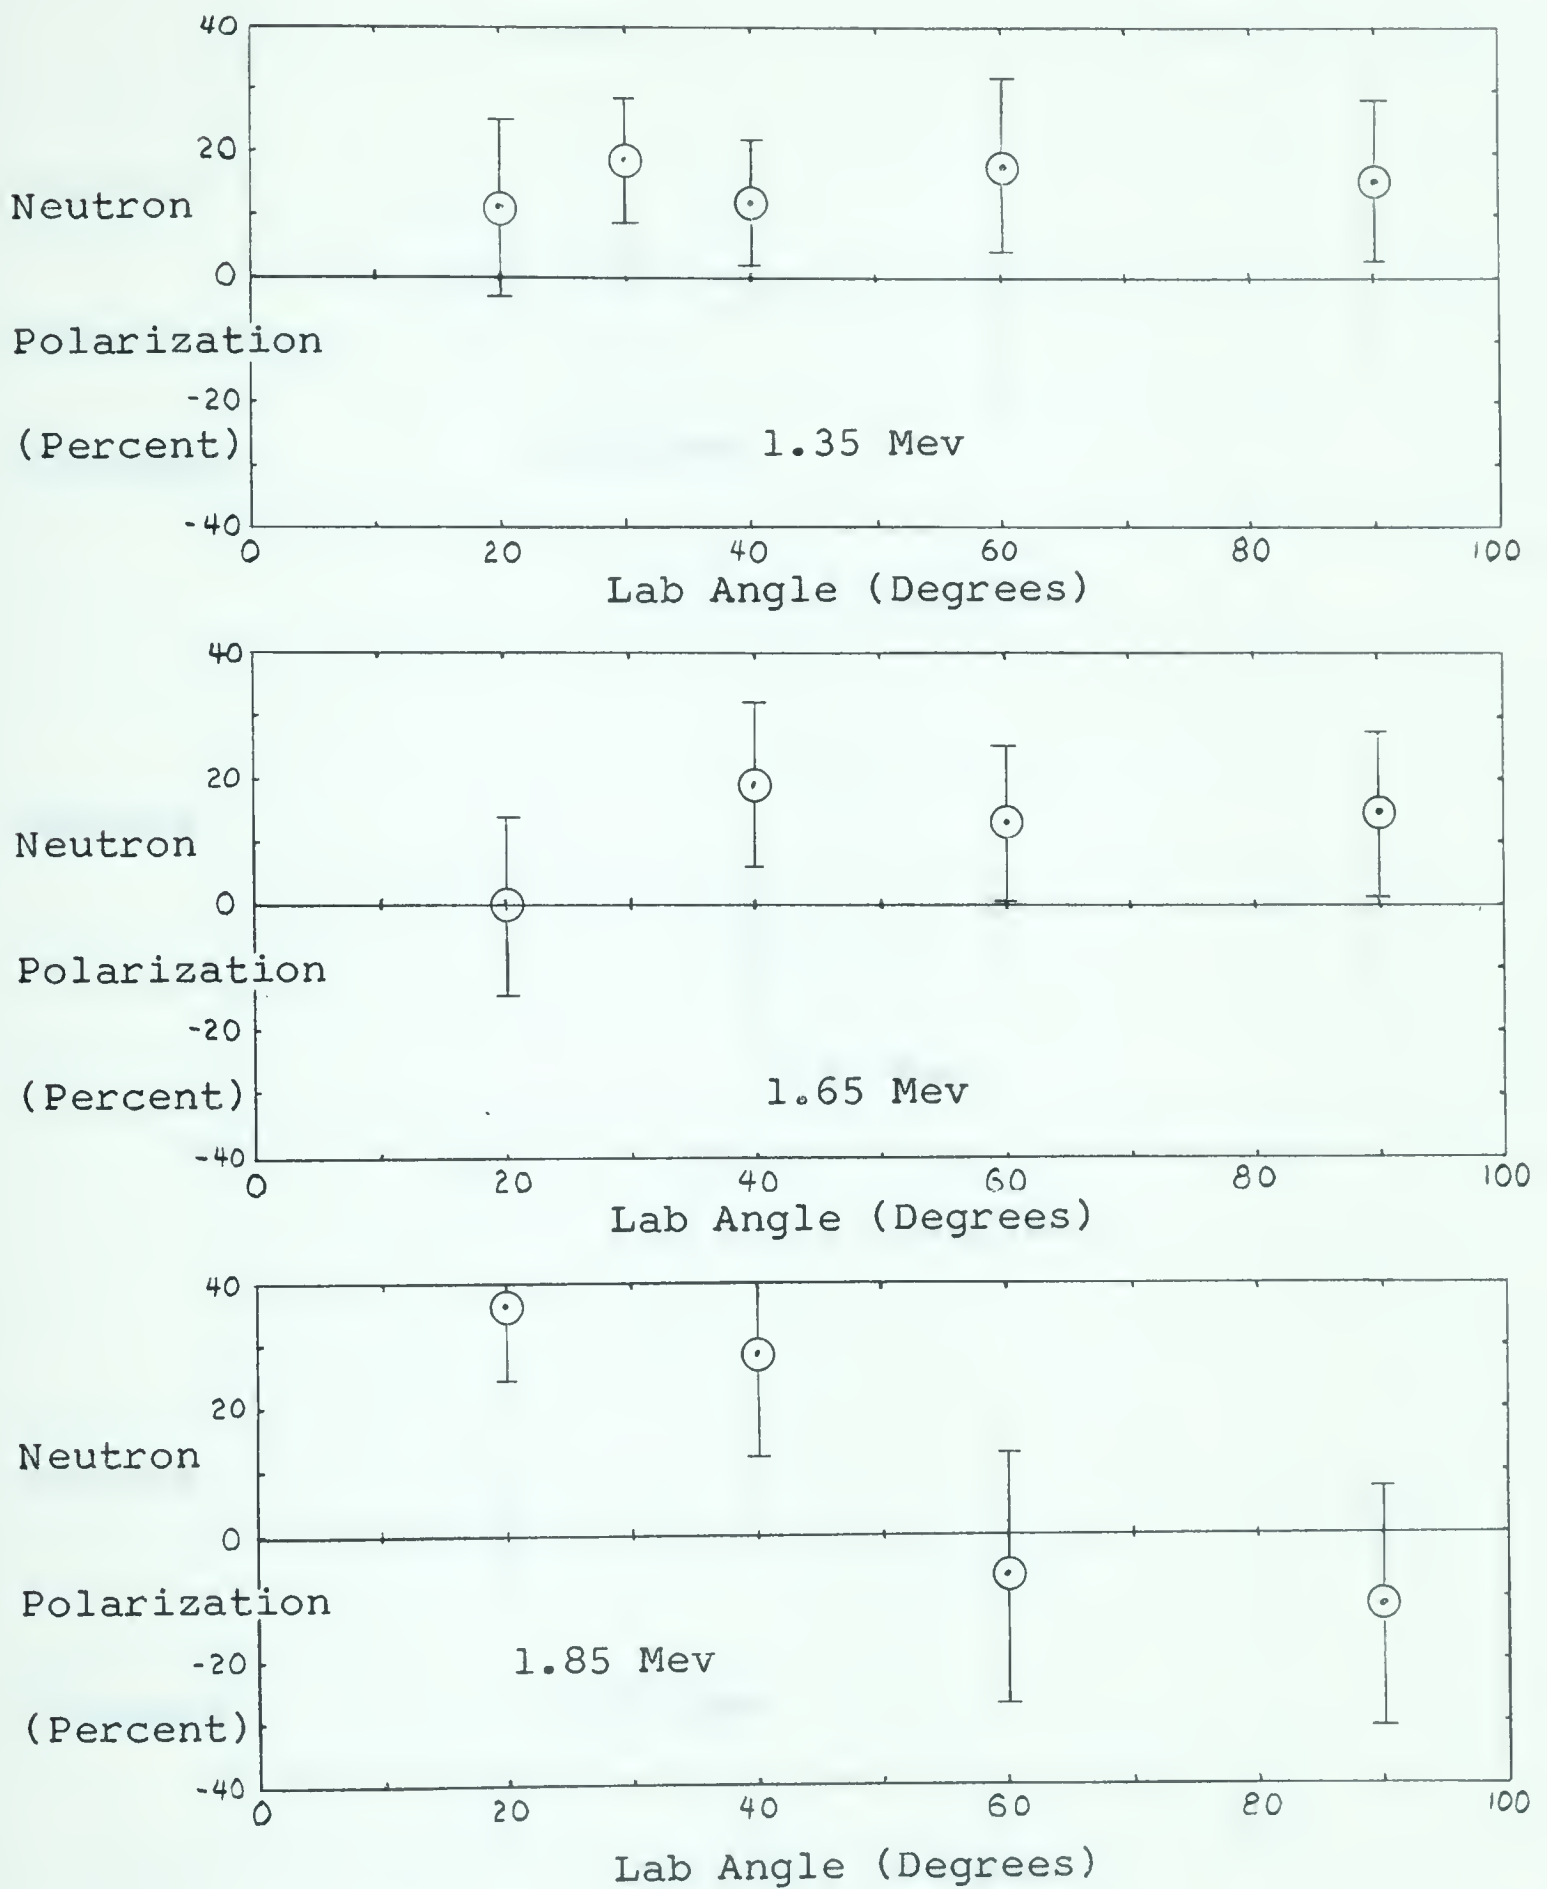 40
20
Neutron
0
Polarization
-20
(Percent)
1.35 Mev
-40
0 20 40 60 80 100
Lab Angle (Degrees)
40
20
Neutron
0
Polarization
-20
(Percent)
1.65 Mev
-40
0 20 40 60 80 100
Lab Angle (Degrees)
40
20
Neutron
0
Polarization
-20
1.85 Mev
(Percent)
-40
0 20 40 60 80 100
Lab Angle (Degrees)